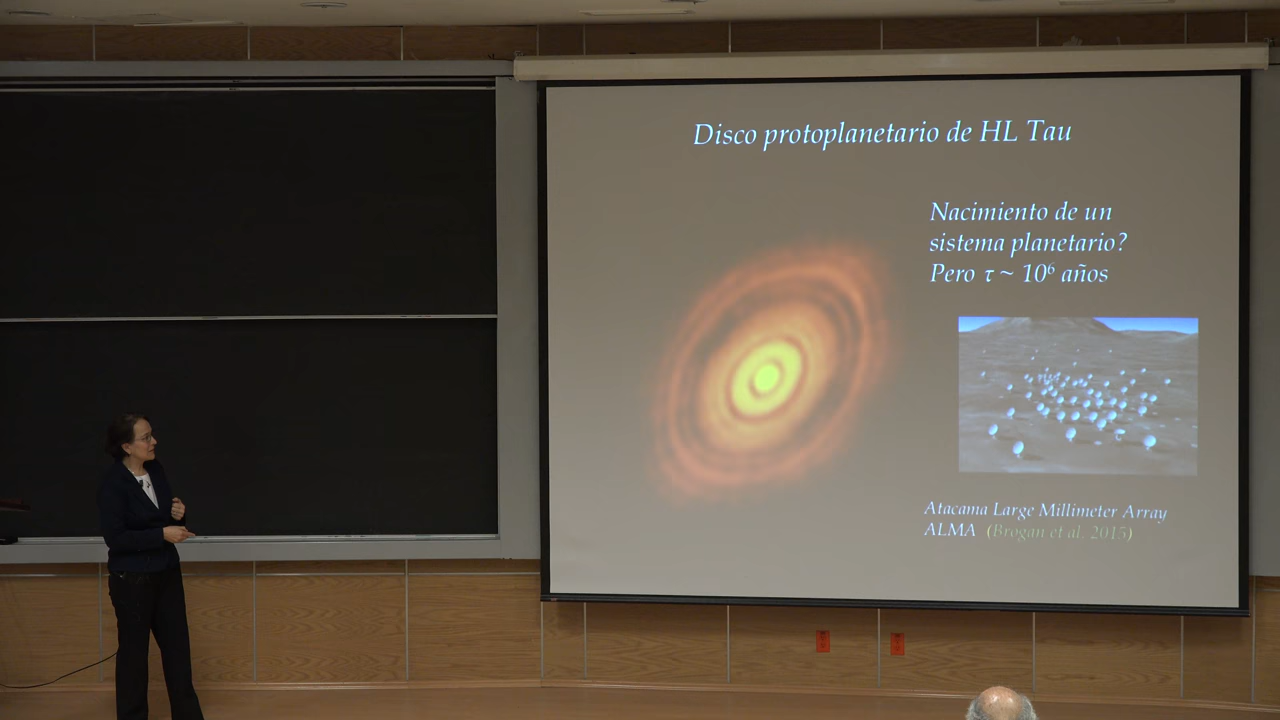 Disco protoplanetario de HL Tau
Nacimiento de un
sistema planetario?
Pero τ ~ 10⁶ años
Atacama Large Millimeter Array
ALMA (Brogan et al. 2015)